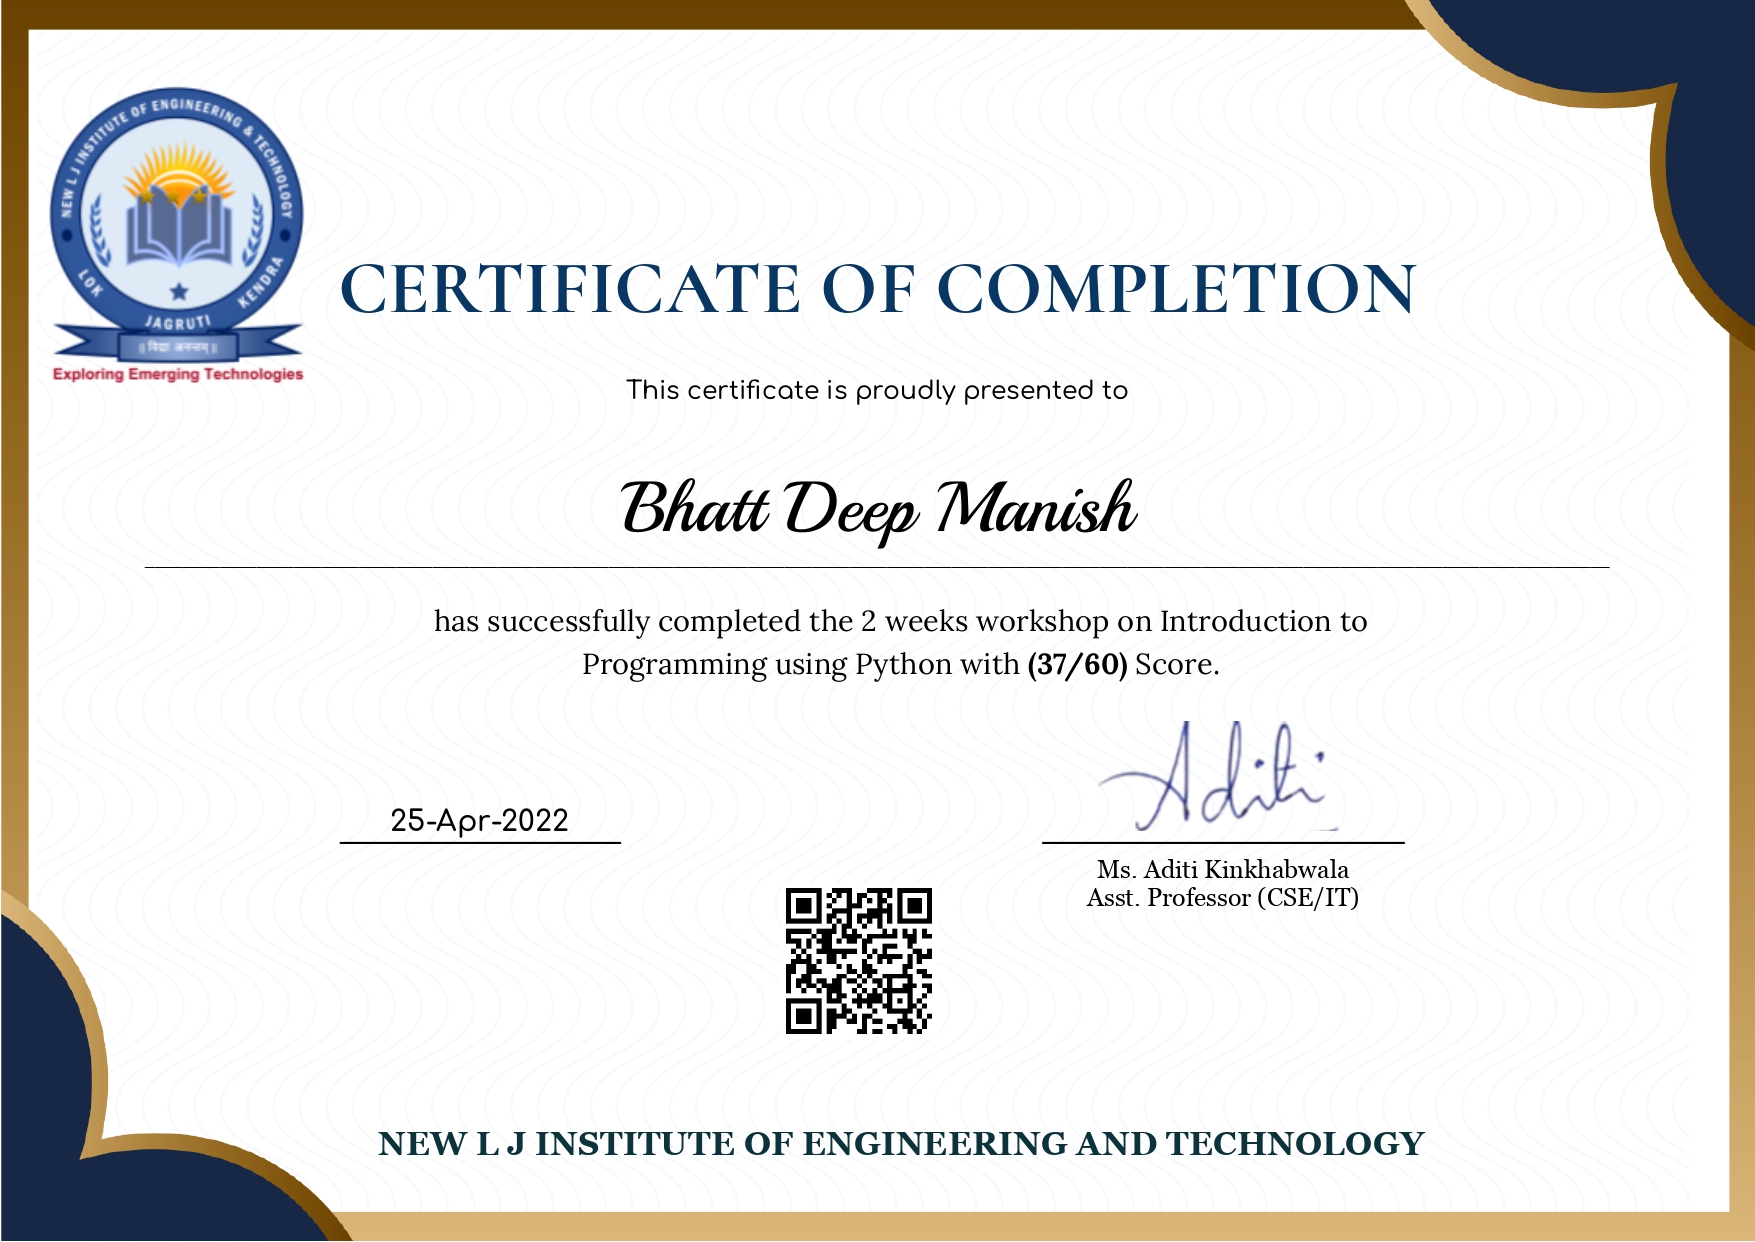 NEW L J INSTITUTE OF ENGINEERING & TECHNOLOGY
LOK JAGRUTI KENDRA
॥ विद्या अनन्तम् ॥
Exploring Emerging Technologies
CERTIFICATE OF COMPLETION
This certificate is proudly presented to
Bhatt Deep Manish
has successfully completed the 2 weeks workshop on Introduction to
Programming using Python with (37/60) Score.
Aditi
25-Apr-2022
Ms. Aditi Kinkhabwala
Asst. Professor (CSE/IT)
NEW L J INSTITUTE OF ENGINEERING AND TECHNOLOGY